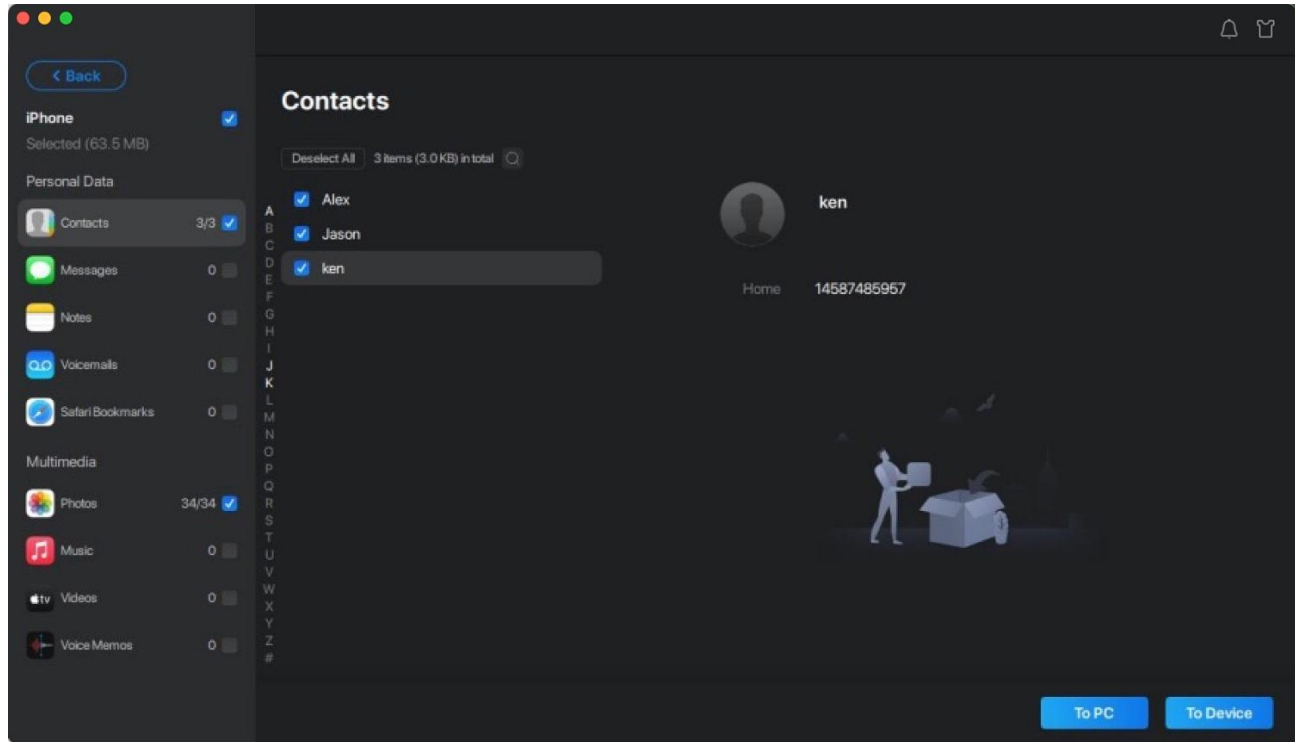 Back
iPhone
Selected (63.5 MB)
Personal Data
Contacts 3/3
Messages 0
Notes 0
Voicemails 0
Safari Bookmarks 0
Multimedia
Photos 34/34
Music 0
tv Videos 0
Voice Memos 0
Contacts
Deselect All 3 items (3.0 KB) in total
A
B
C
D
E
F
G
H
I
J
K
L
M
N
O
P
Q
R
S
T
U
V
W
X
Y
Z
#
Alex
Jason
ken
ken
Home 14587485957
To PC To Device